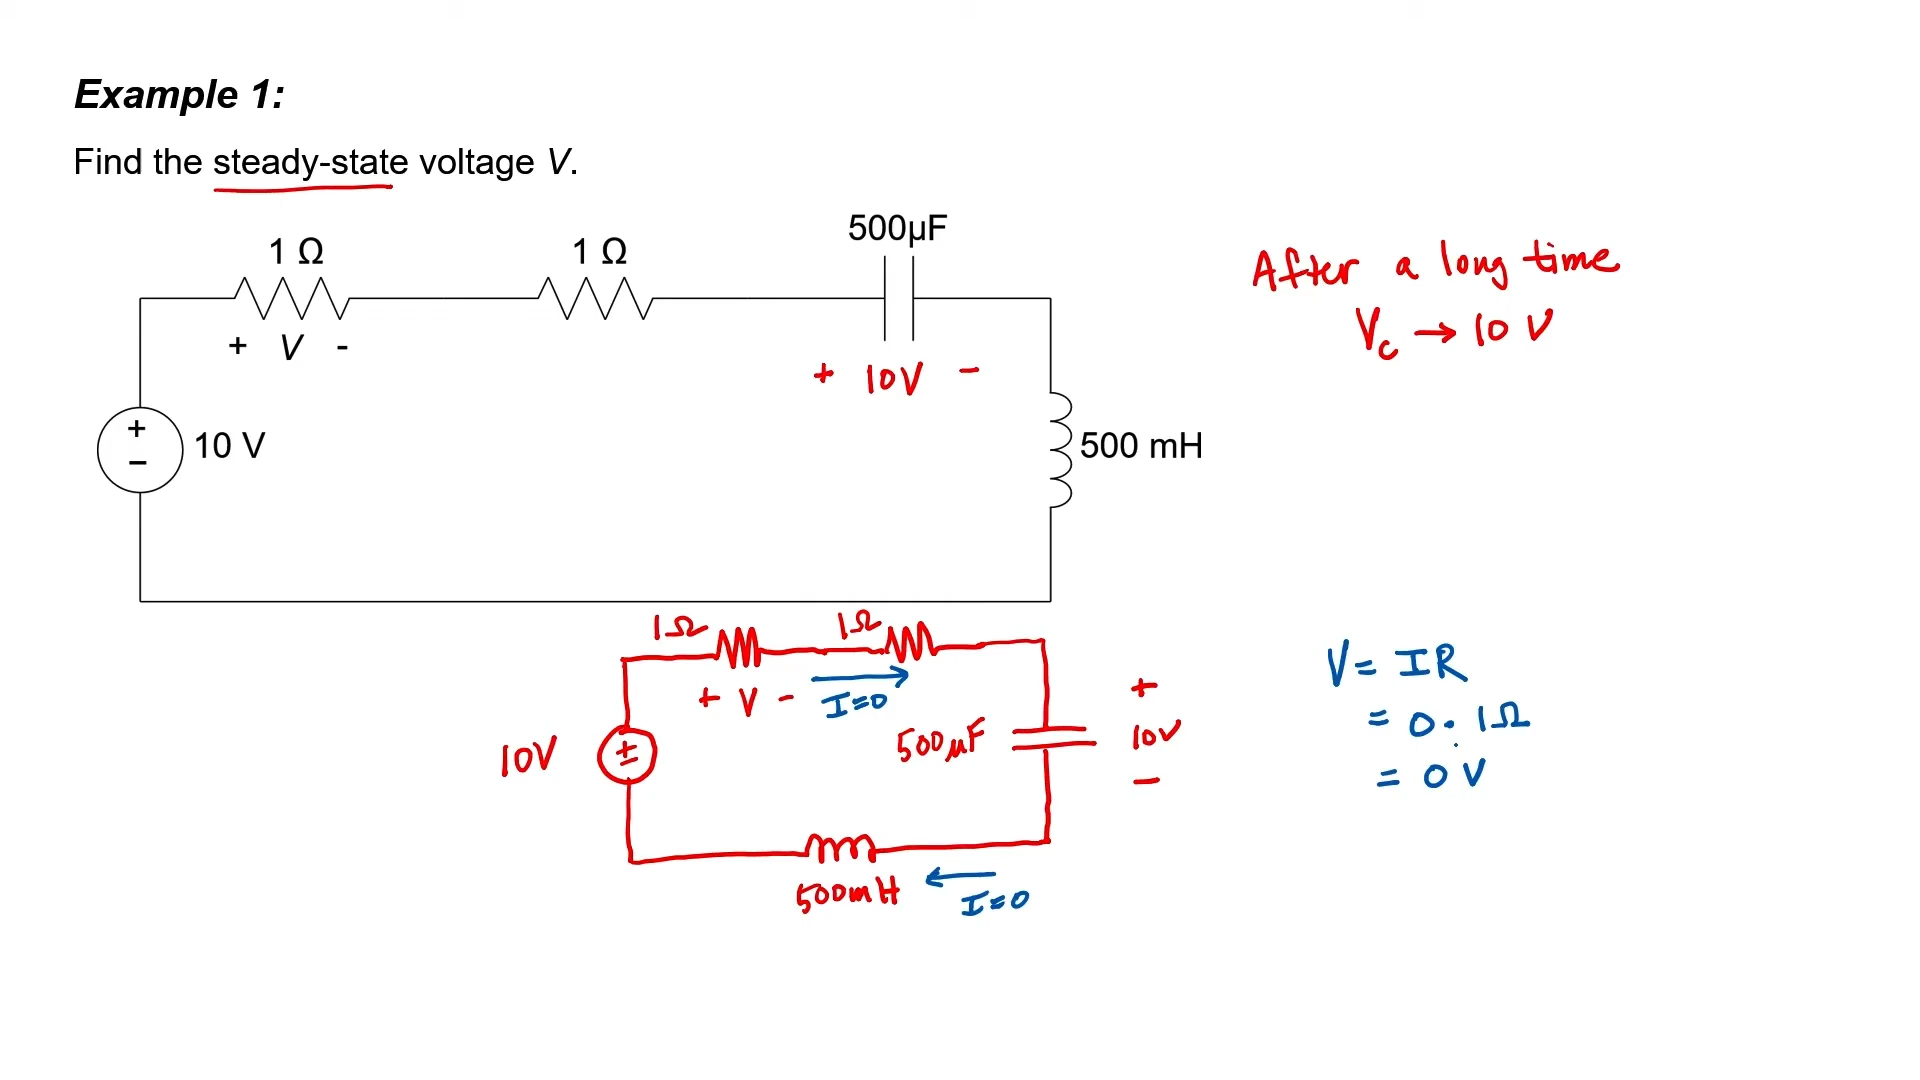 Example 1:
Find the steady-state voltage V.
500µF
1 Ω 1 Ω
After a long time
Vc → 10 V
+ V -
+ 10V -
+
−
10 V
500 mH
1Ω 1Ω
+ V - I=0
V = IR
= 0 · 1Ω
= 0 V
10V
±
500µF
+
10V
−
500mH
I=0